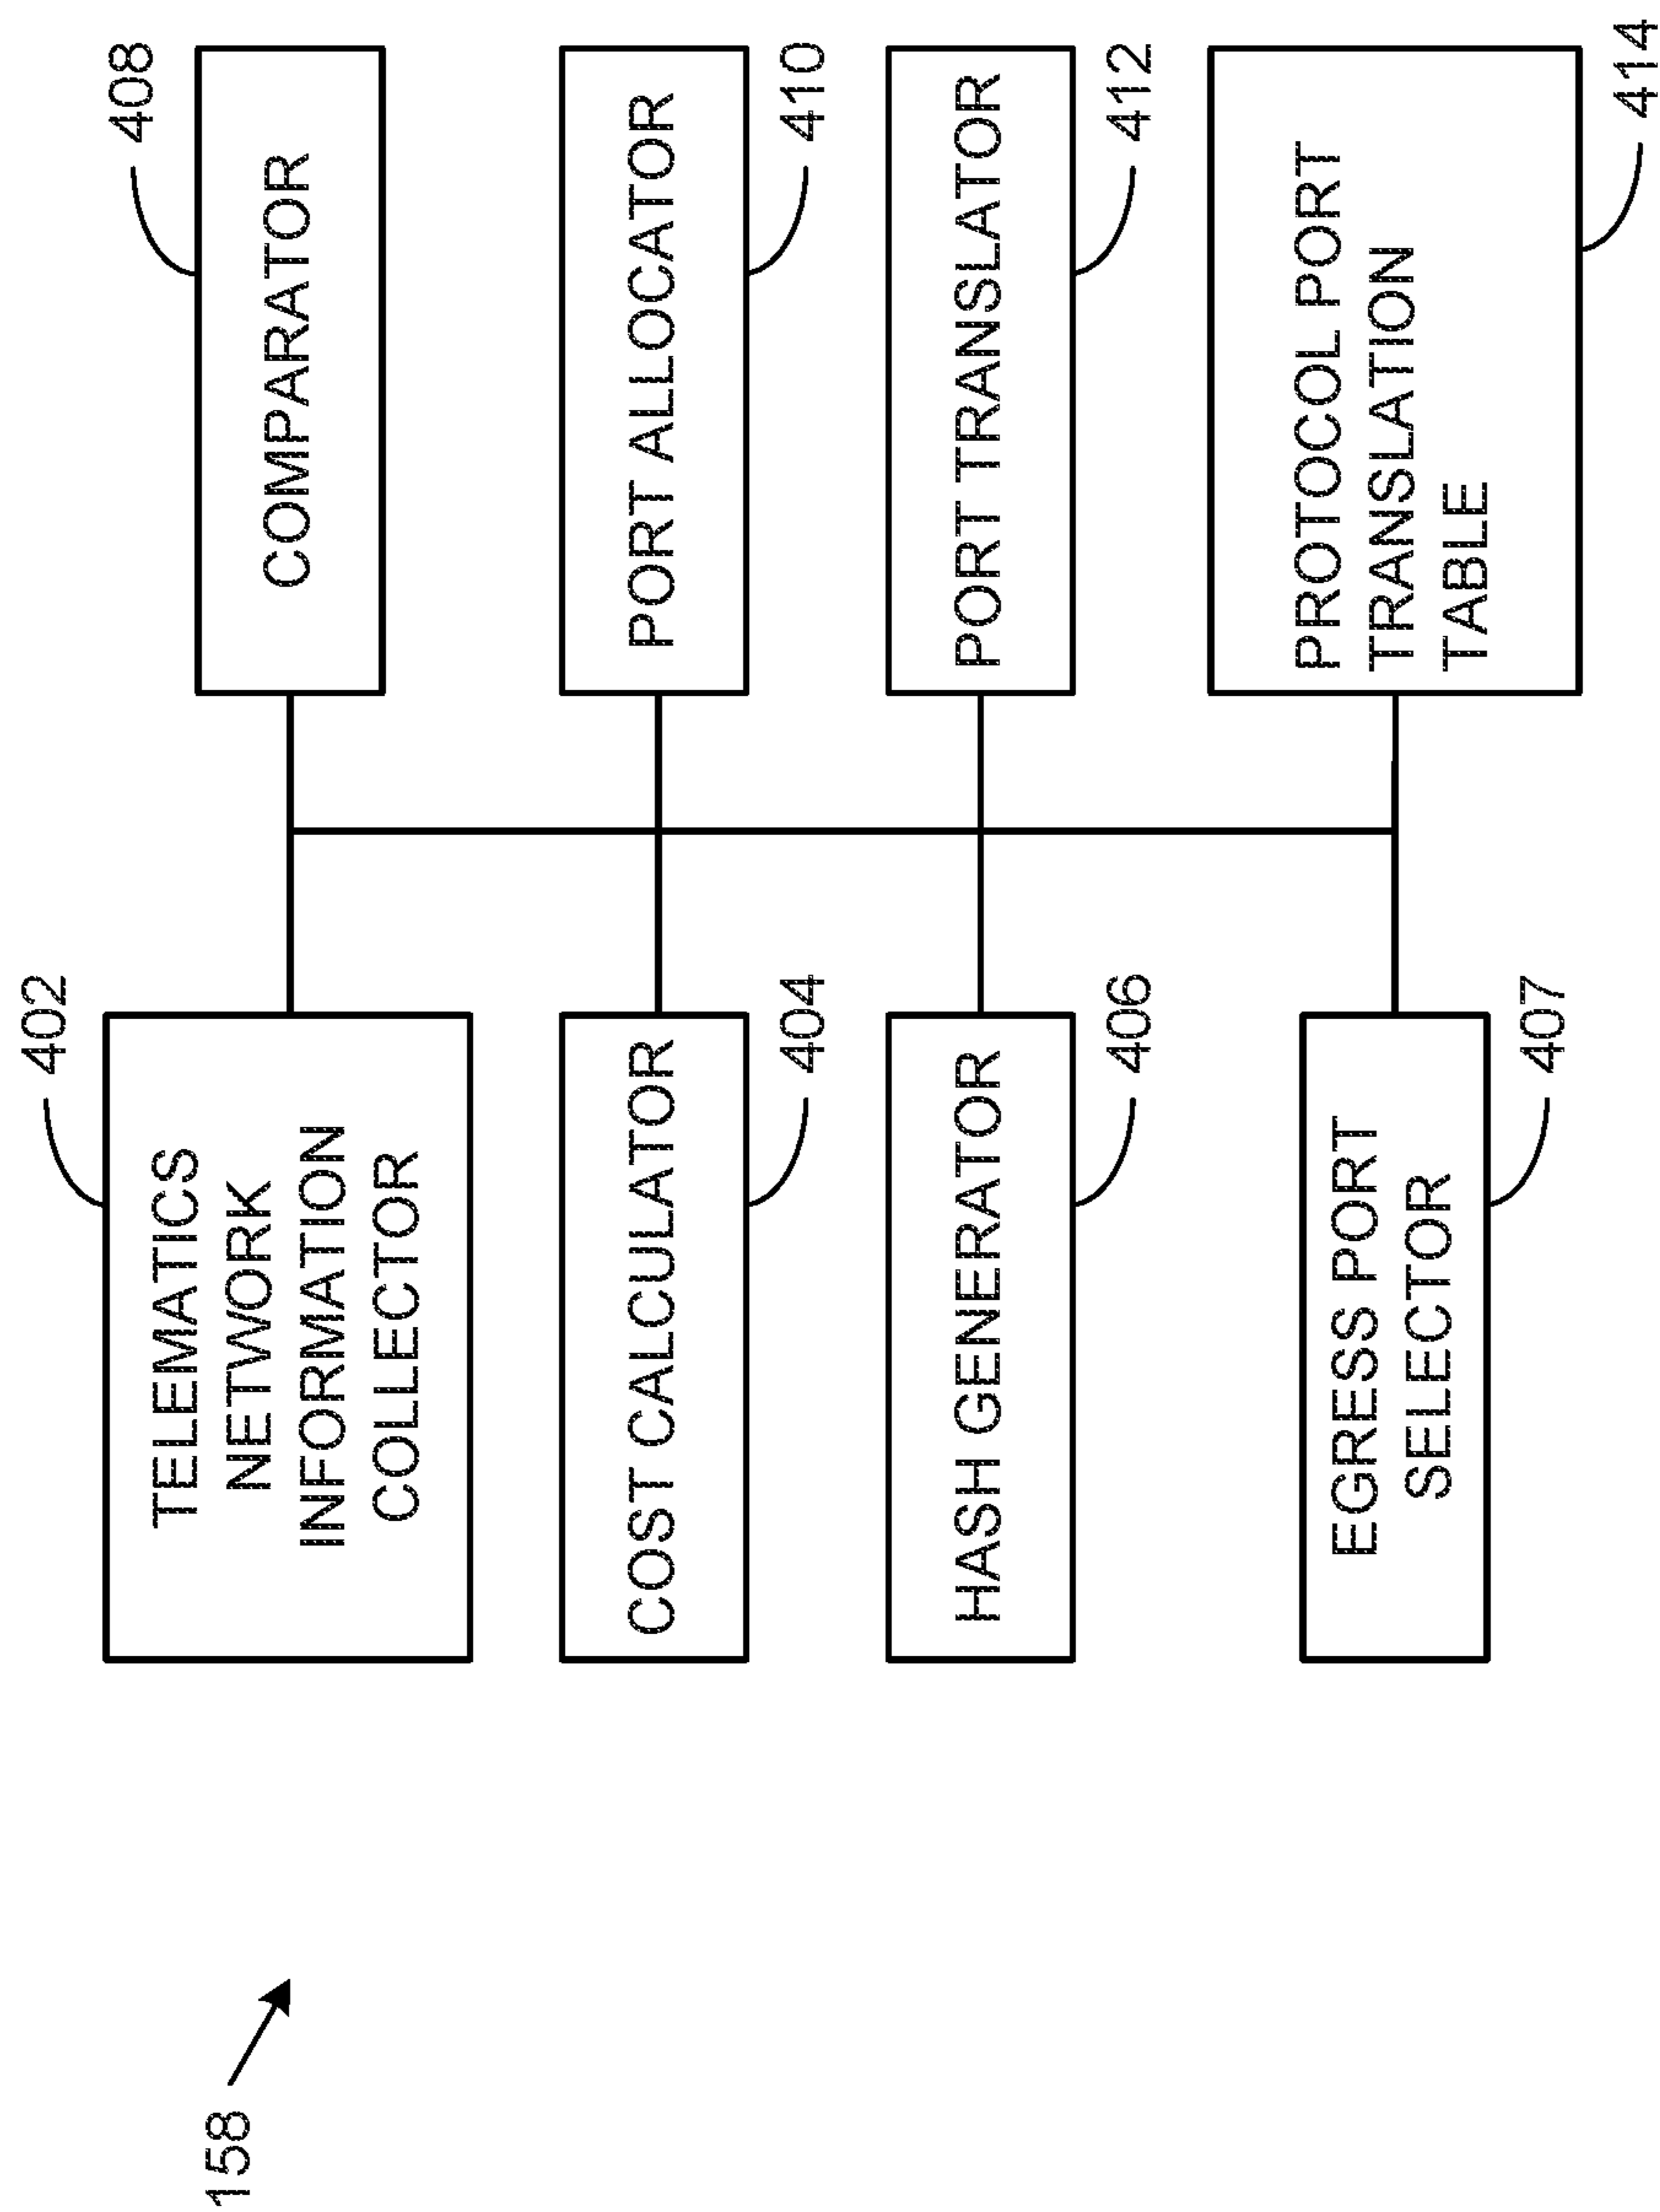 158
402
TELEMATICS
NETWORK
INFORMATION
COLLECTOR
COST CALCULATOR
404
HASH GENERATOR
406
EGRESS PORT
SELECTOR
407
408
COMPARATOR
PORT ALLOCATOR
410
PORT TRANSLATOR
412
PROTOCOL PORT
TRANSLATION
TABLE
414